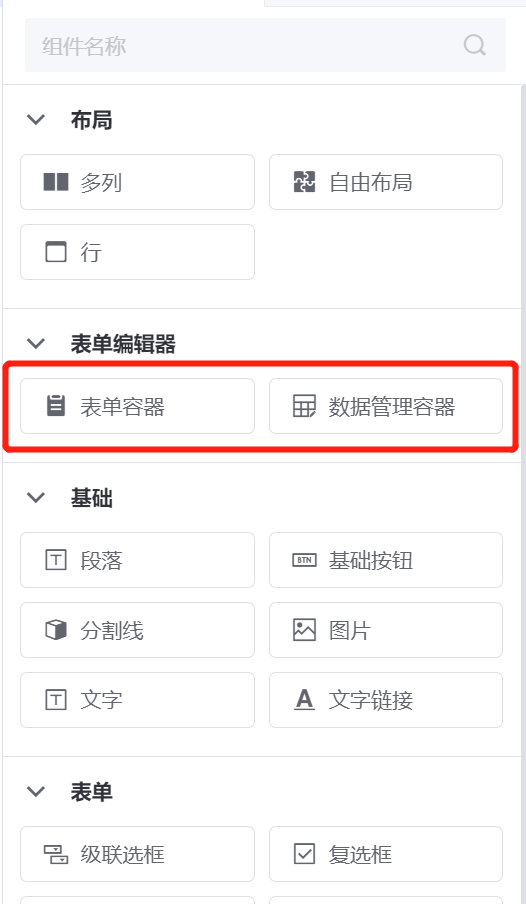 组件名称
布局
多列
自由布局
行
表单编辑器
表单容器
数据管理容器
基础
段落
BTN
基础按钮
分割线
图片
文字
A
文字链接
表单
级联选框
复选框